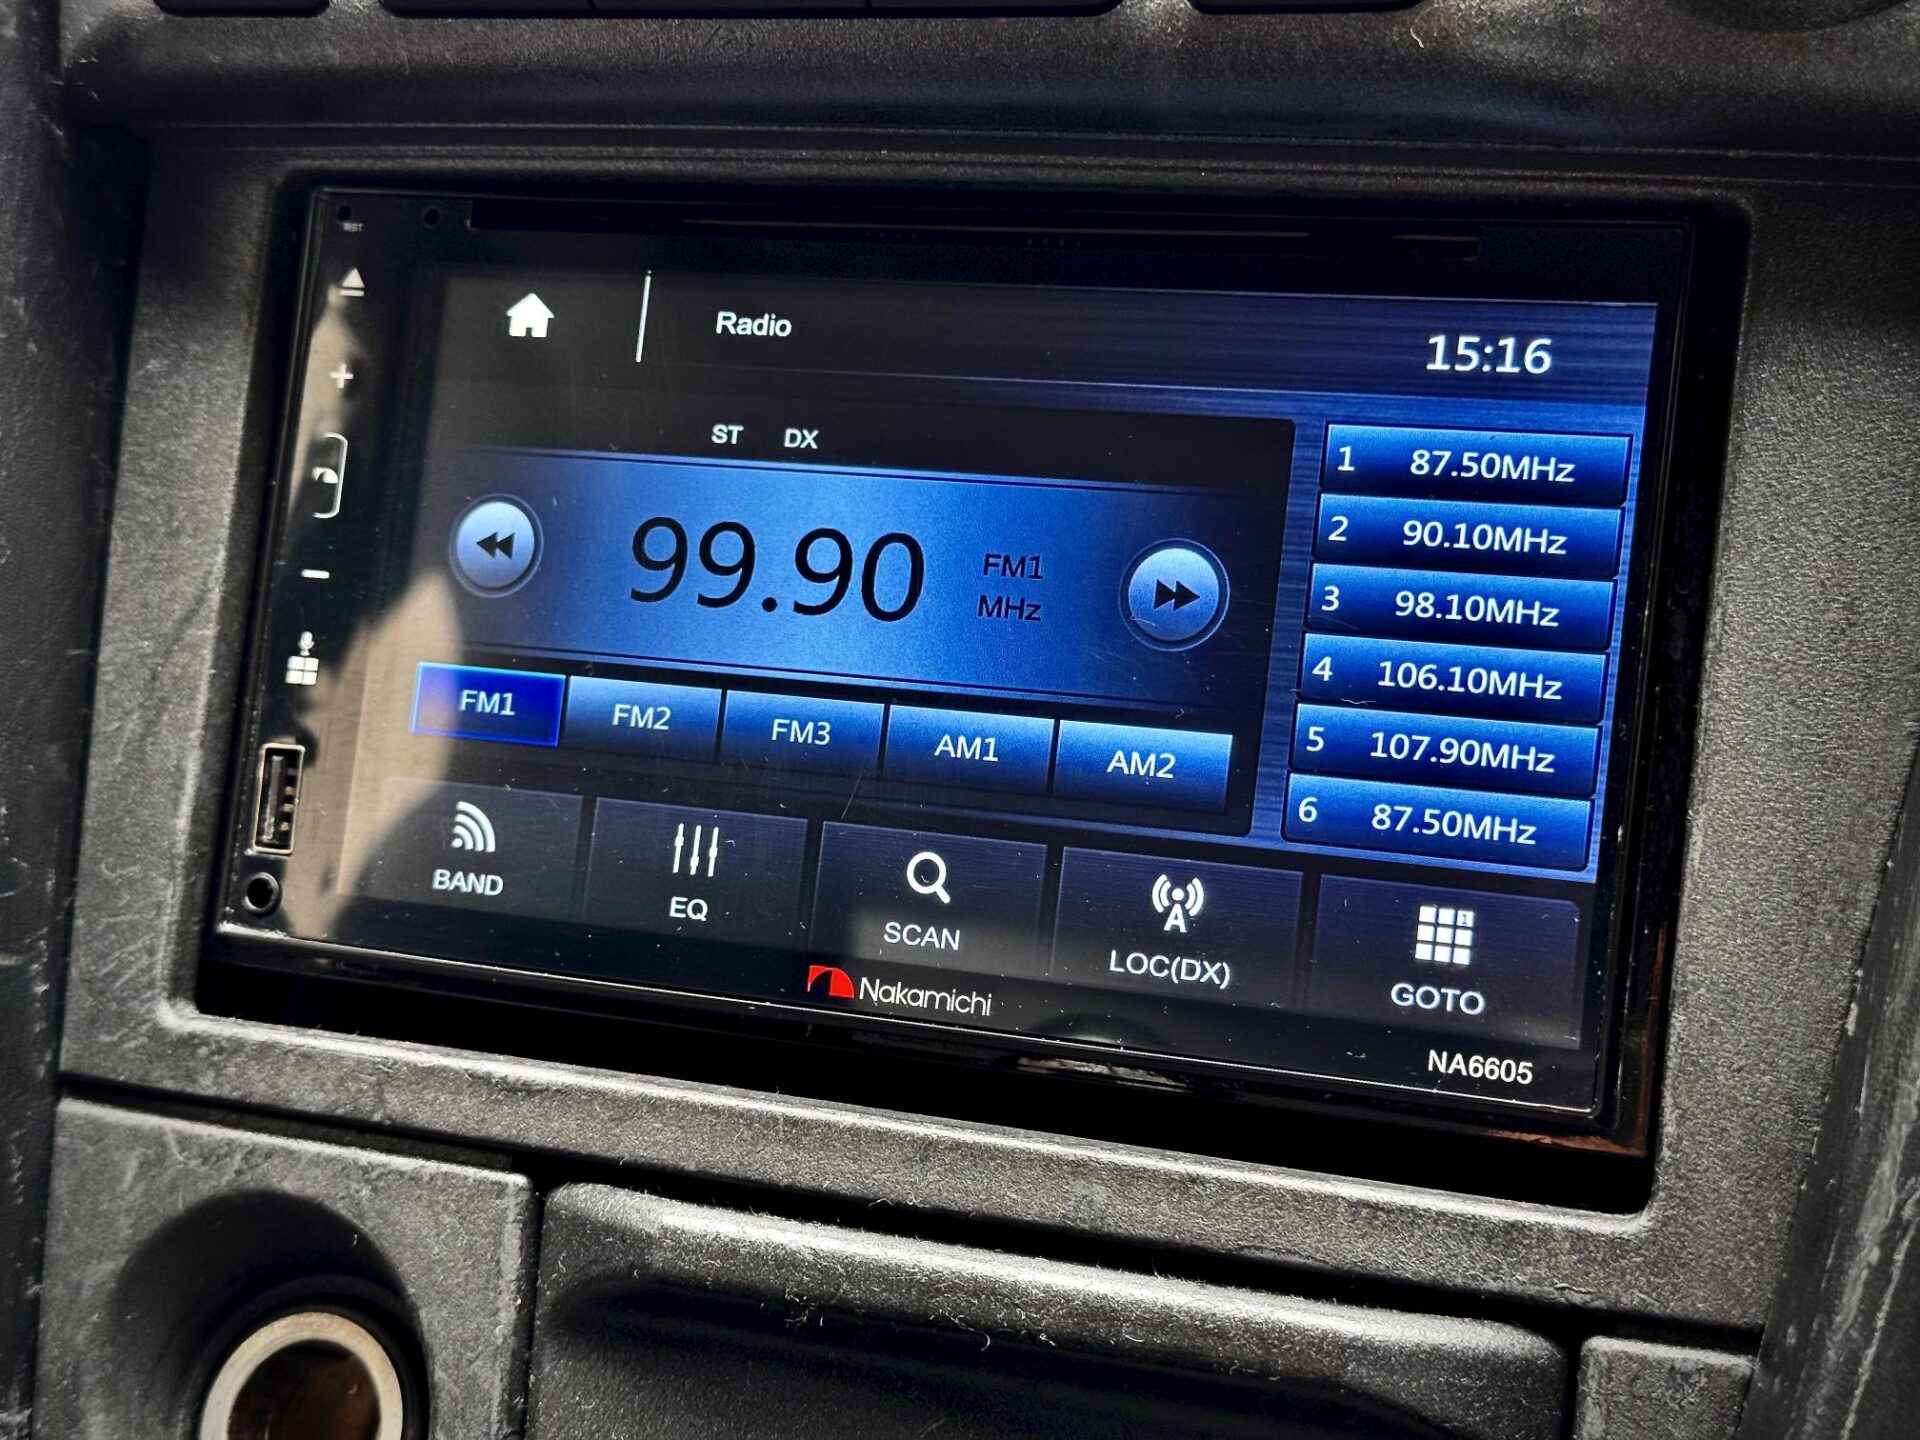 RST
Radio
15:16
ST DX
99.90
FM1
MHz
FM1
FM2
FM3
AM1
AM2
1 87.50MHz
2 90.10MHz
3 98.10MHz
4 106.10MHz
5 107.90MHz
6 87.50MHz
BAND
EQ
SCAN
LOC(DX)
GOTO
Nakamichi
NA6605